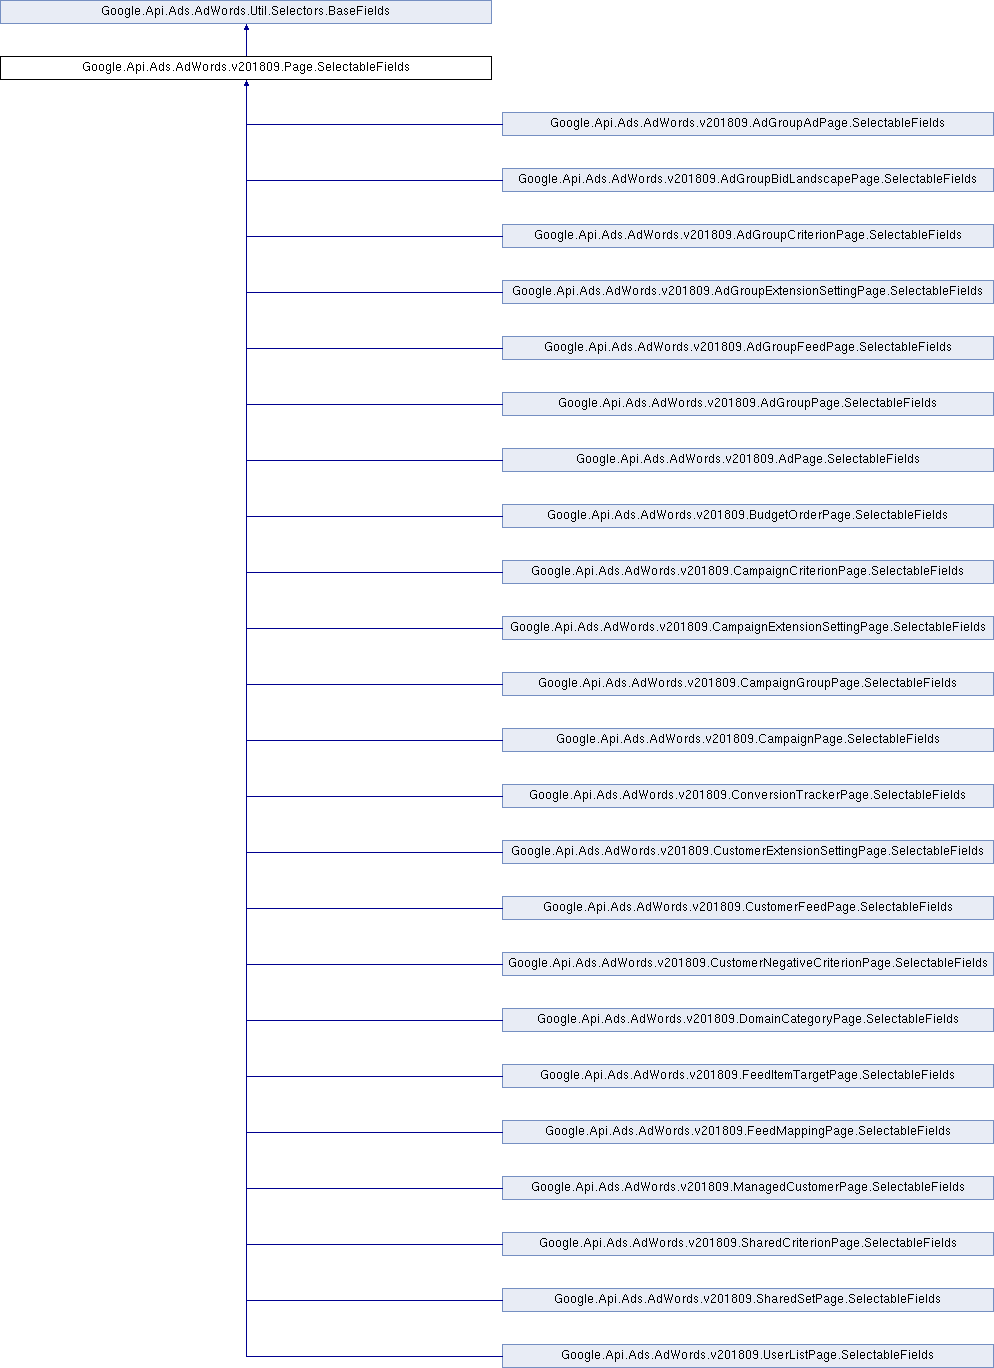 Google.Api.Ads.AdWords.Util.Selectors.BaseFields
Google.Api.Ads.AdWords.v201809.Page.SelectableFields
Google.Api.Ads.AdWords.v201809.AdGroupAdPage.SelectableFields
Google.Api.Ads.AdWords.v201809.AdGroupBidLandscapePage.SelectableFields
Google.Api.Ads.AdWords.v201809.AdGroupCriterionPage.SelectableFields
Google.Api.Ads.AdWords.v201809.AdGroupExtensionSettingPage.SelectableFields
Google.Api.Ads.AdWords.v201809.AdGroupFeedPage.SelectableFields
Google.Api.Ads.AdWords.v201809.AdGroupPage.SelectableFields
Google.Api.Ads.AdWords.v201809.AdPage.SelectableFields
Google.Api.Ads.AdWords.v201809.BudgetOrderPage.SelectableFields
Google.Api.Ads.AdWords.v201809.CampaignCriterionPage.SelectableFields
Google.Api.Ads.AdWords.v201809.CampaignExtensionSettingPage.SelectableFields
Google.Api.Ads.AdWords.v201809.CampaignGroupPage.SelectableFields
Google.Api.Ads.AdWords.v201809.CampaignPage.SelectableFields
Google.Api.Ads.AdWords.v201809.ConversionTrackerPage.SelectableFields
Google.Api.Ads.AdWords.v201809.CustomerExtensionSettingPage.SelectableFields
Google.Api.Ads.AdWords.v201809.CustomerFeedPage.SelectableFields
Google.Api.Ads.AdWords.v201809.CustomerNegativeCriterionPage.SelectableFields
Google.Api.Ads.AdWords.v201809.DomainCategoryPage.SelectableFields
Google.Api.Ads.AdWords.v201809.FeedItemTargetPage.SelectableFields
Google.Api.Ads.AdWords.v201809.FeedMappingPage.SelectableFields
Google.Api.Ads.AdWords.v201809.ManagedCustomerPage.SelectableFields
Google.Api.Ads.AdWords.v201809.SharedCriterionPage.SelectableFields
Google.Api.Ads.AdWords.v201809.SharedSetPage.SelectableFields
Google.Api.Ads.AdWords.v201809.UserListPage.SelectableFields